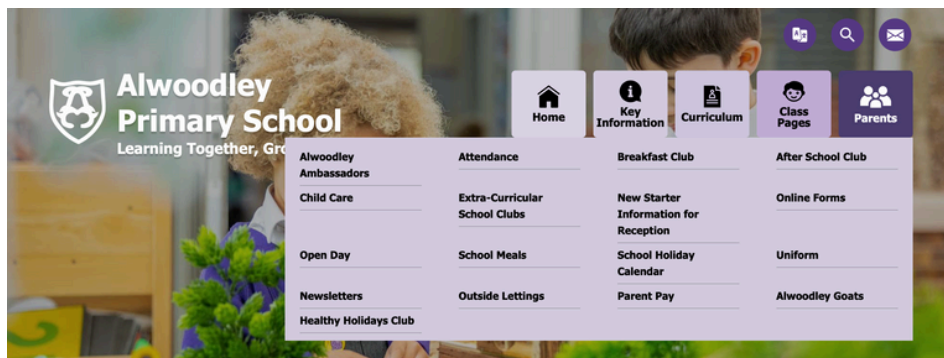 Alwoodley
Primary School
Learning Together, Gro
Home
Key
Information
Curriculum
Class
Pages
Parents
Alwoodley
Ambassadors
Attendance
Breakfast Club
After School Club
Child Care
Extra-Curricular
School Clubs
New Starter
Information for
Reception
Online Forms
Open Day
School Meals
School Holiday
Calendar
Uniform
Newsletters
Outside Lettings
Parent Pay
Alwoodley Goats
Healthy Holidays Club